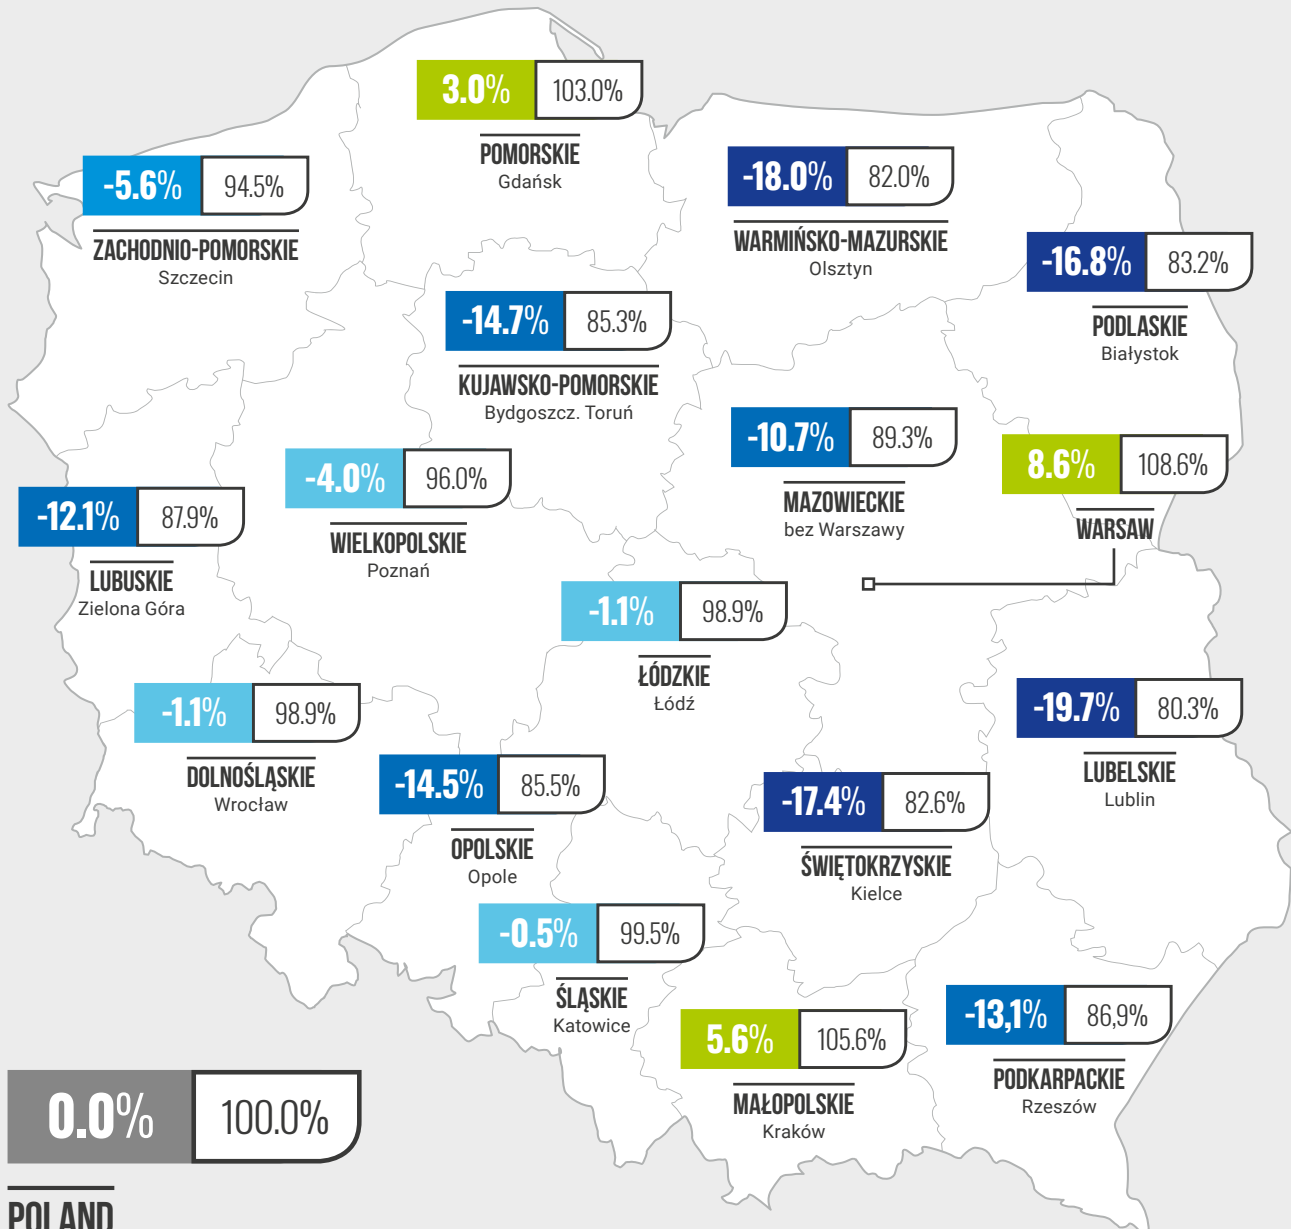 3.0% 103.0%
POMORSKIE
Gdańsk
-5.6% 94.5%
ZACHODNIO-POMORSKIE
Szczecin
-18.0% 82.0%
WARMIŃSKO-MAZURSKIE
Olsztyn
-16.8% 83.2%
PODLASKIE
Białystok
-14.7% 85.3%
KUJAWSKO-POMORSKIE
Bydgoszcz. Toruń
-10.7% 89.3%
MAZOWIECKIE
bez Warszawy
8.6% 108.6%
WARSAW
-4.0% 96.0%
WIELKOPOLSKIE
Poznań
-12.1% 87.9%
LUBUSKIE
Zielona Góra
-1.1% 98.9%
ŁÓDZKIE
Łódź
-1.1% 98.9%
DOLNOŚLĄSKIE
Wrocław
-19.7% 80.3%
LUBELSKIE
Lublin
-14.5% 85.5%
OPOLSKIE
Opole
-17.4% 82.6%
ŚWIĘTOKRZYSKIE
Kielce
-0.5% 99.5%
ŚLĄSKIE
Katowice
-13,1% 86,9%
PODKARPACKIE
Rzeszów
5.6% 105.6%
MAŁOPOLSKIE
Kraków
0.0% 100.0%
POLAND